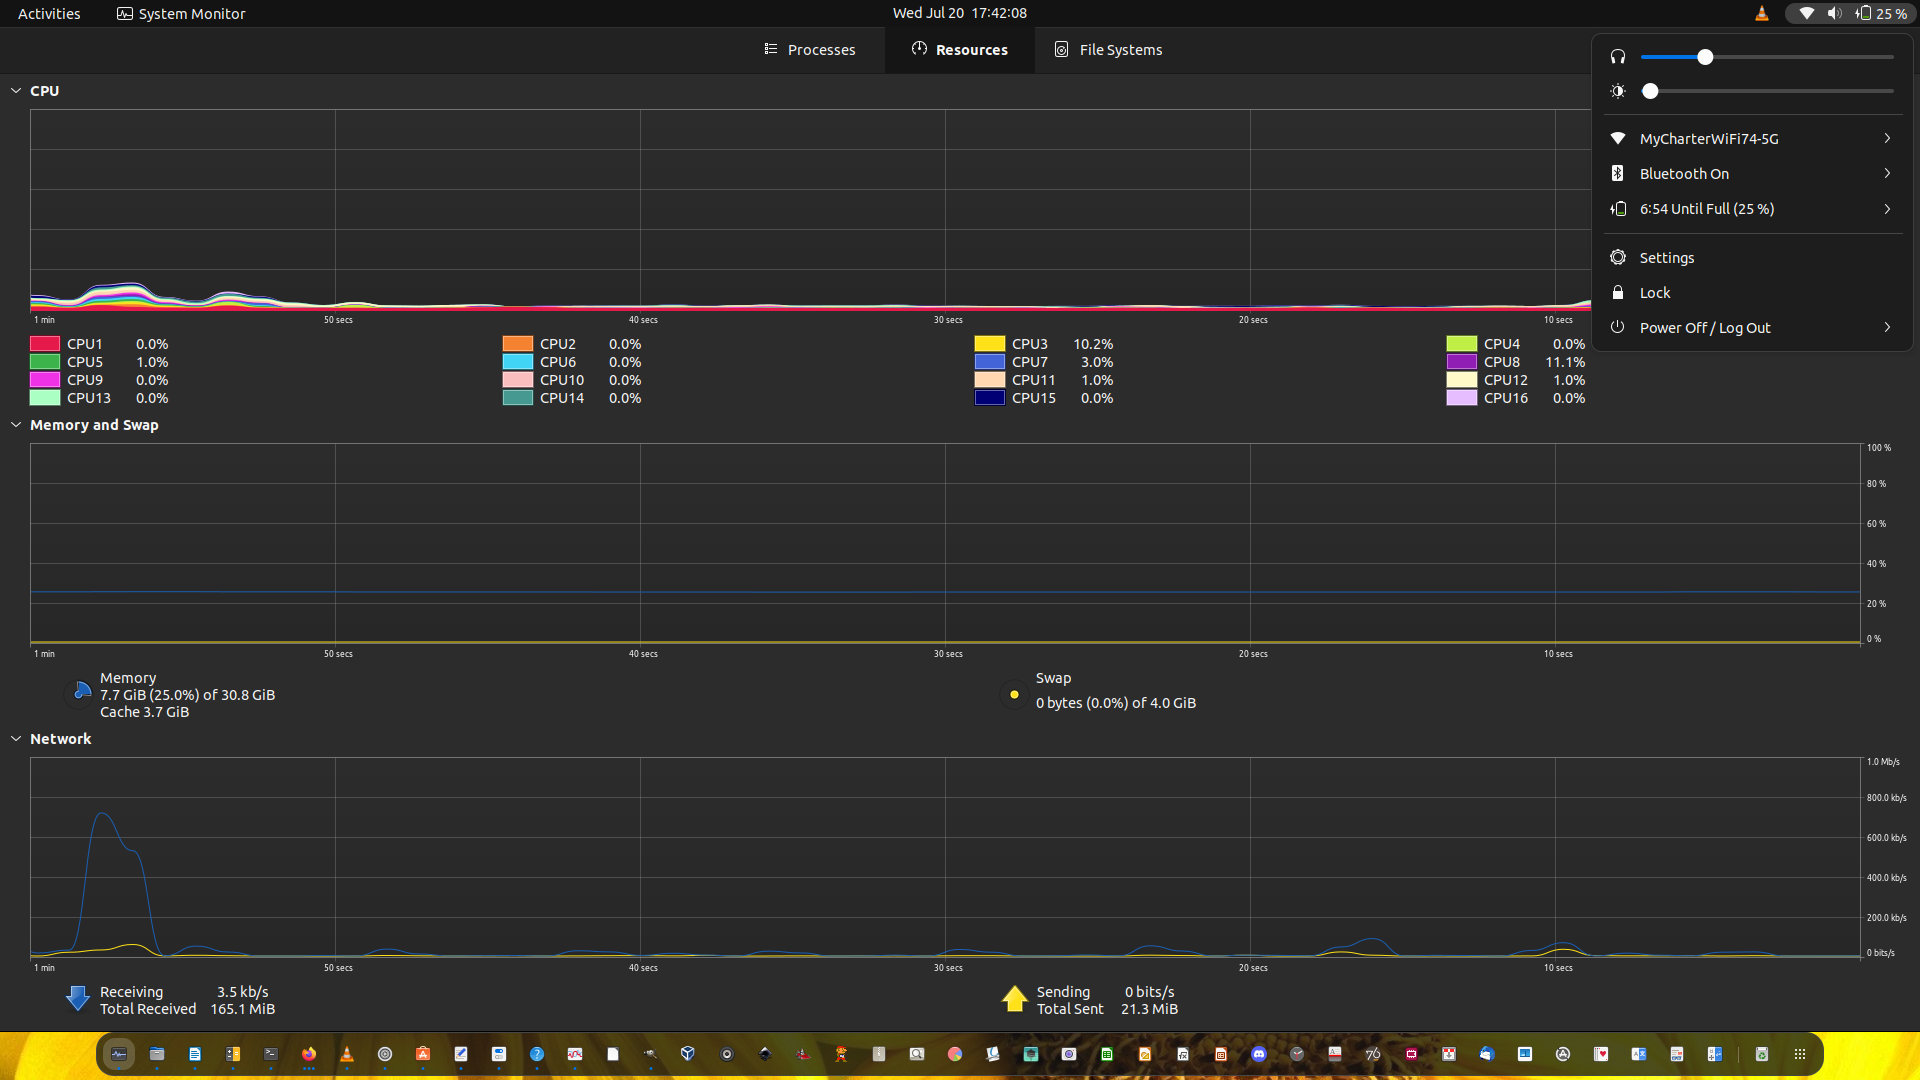 Activities System Monitor Wed Jul 20 17:42:08 25 %
Processes Resources File Systems
CPU
1 min 50 secs 40 secs 30 secs 20 secs 10 secs
CPU1 0.0% CPU2 0.0% CPU3 10.2% CPU4 0.0%
CPU5 1.0% CPU6 0.0% CPU7 3.0% CPU8 11.1%
CPU9 0.0% CPU10 0.0% CPU11 1.0% CPU12 1.0%
CPU13 0.0% CPU14 0.0% CPU15 0.0% CPU16 0.0%
MyCharterWiFi74-5G
Bluetooth On
6:54 Until Full (25 %)
Settings
Lock
Power Off / Log Out
Memory and Swap
100 %
80 %
60 %
40 %
20 %
0 %
1 min 50 secs 40 secs 30 secs 20 secs 10 secs
Memory
7.7 GiB (25.0%) of 30.8 GiB
Cache 3.7 GiB
Swap
0 bytes (0.0%) of 4.0 GiB
Network
1.0 Mb/s
800.0 kb/s
600.0 kb/s
400.0 kb/s
200.0 kb/s
0 bits/s
1 min 50 secs 40 secs 30 secs 20 secs 10 secs
Receiving 3.5 kb/s
Total Received 165.1 MiB
Sending 0 bits/s
Total Sent 21.3 MiB
76